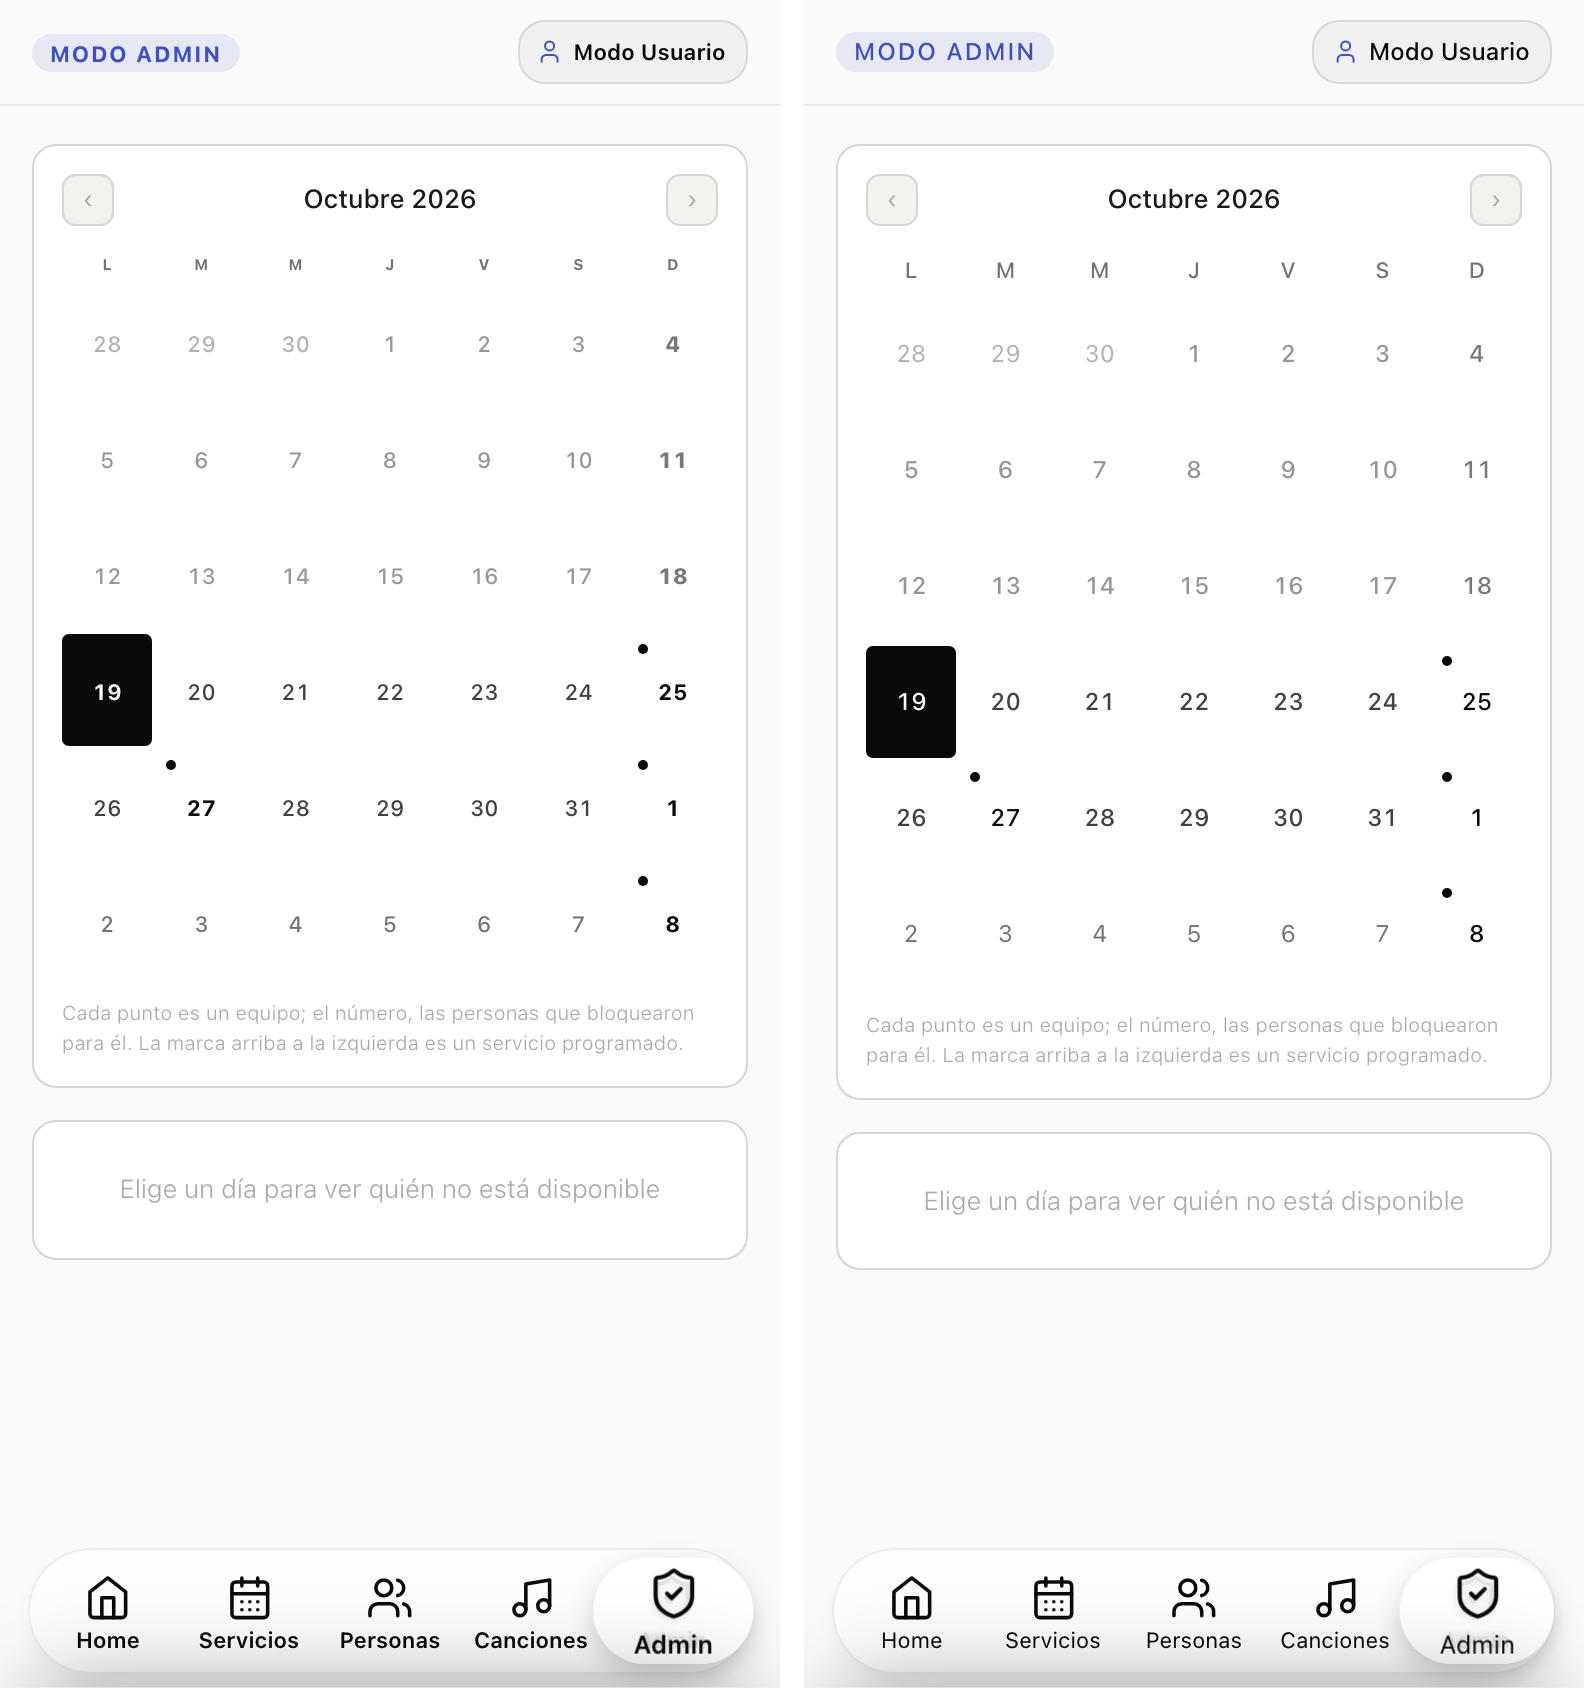 MODO ADMIN
Modo Usuario
‹ Octubre 2026 ›
L M M J V S D
28 29 30 1 2 3 4
5 6 7 8 9 10 11
12 13 14 15 16 17 18
19 20 21 22 23 24 25
26 27 28 29 30 31 1
2 3 4 5 6 7 8
Cada punto es un equipo; el número, las personas que bloquearon
para él. La marca arriba a la izquierda es un servicio programado.
Elige un día para ver quién no está disponible
Home Servicios Personas Canciones Admin
MODO ADMIN
Modo Usuario
‹ Octubre 2026 ›
L M M J V S D
28 29 30 1 2 3 4
5 6 7 8 9 10 11
12 13 14 15 16 17 18
19 20 21 22 23 24 25
26 27 28 29 30 31 1
2 3 4 5 6 7 8
Cada punto es un equipo; el número, las personas que bloquearon
para él. La marca arriba a la izquierda es un servicio programado.
Elige un día para ver quién no está disponible
Home Servicios Personas Canciones Admin